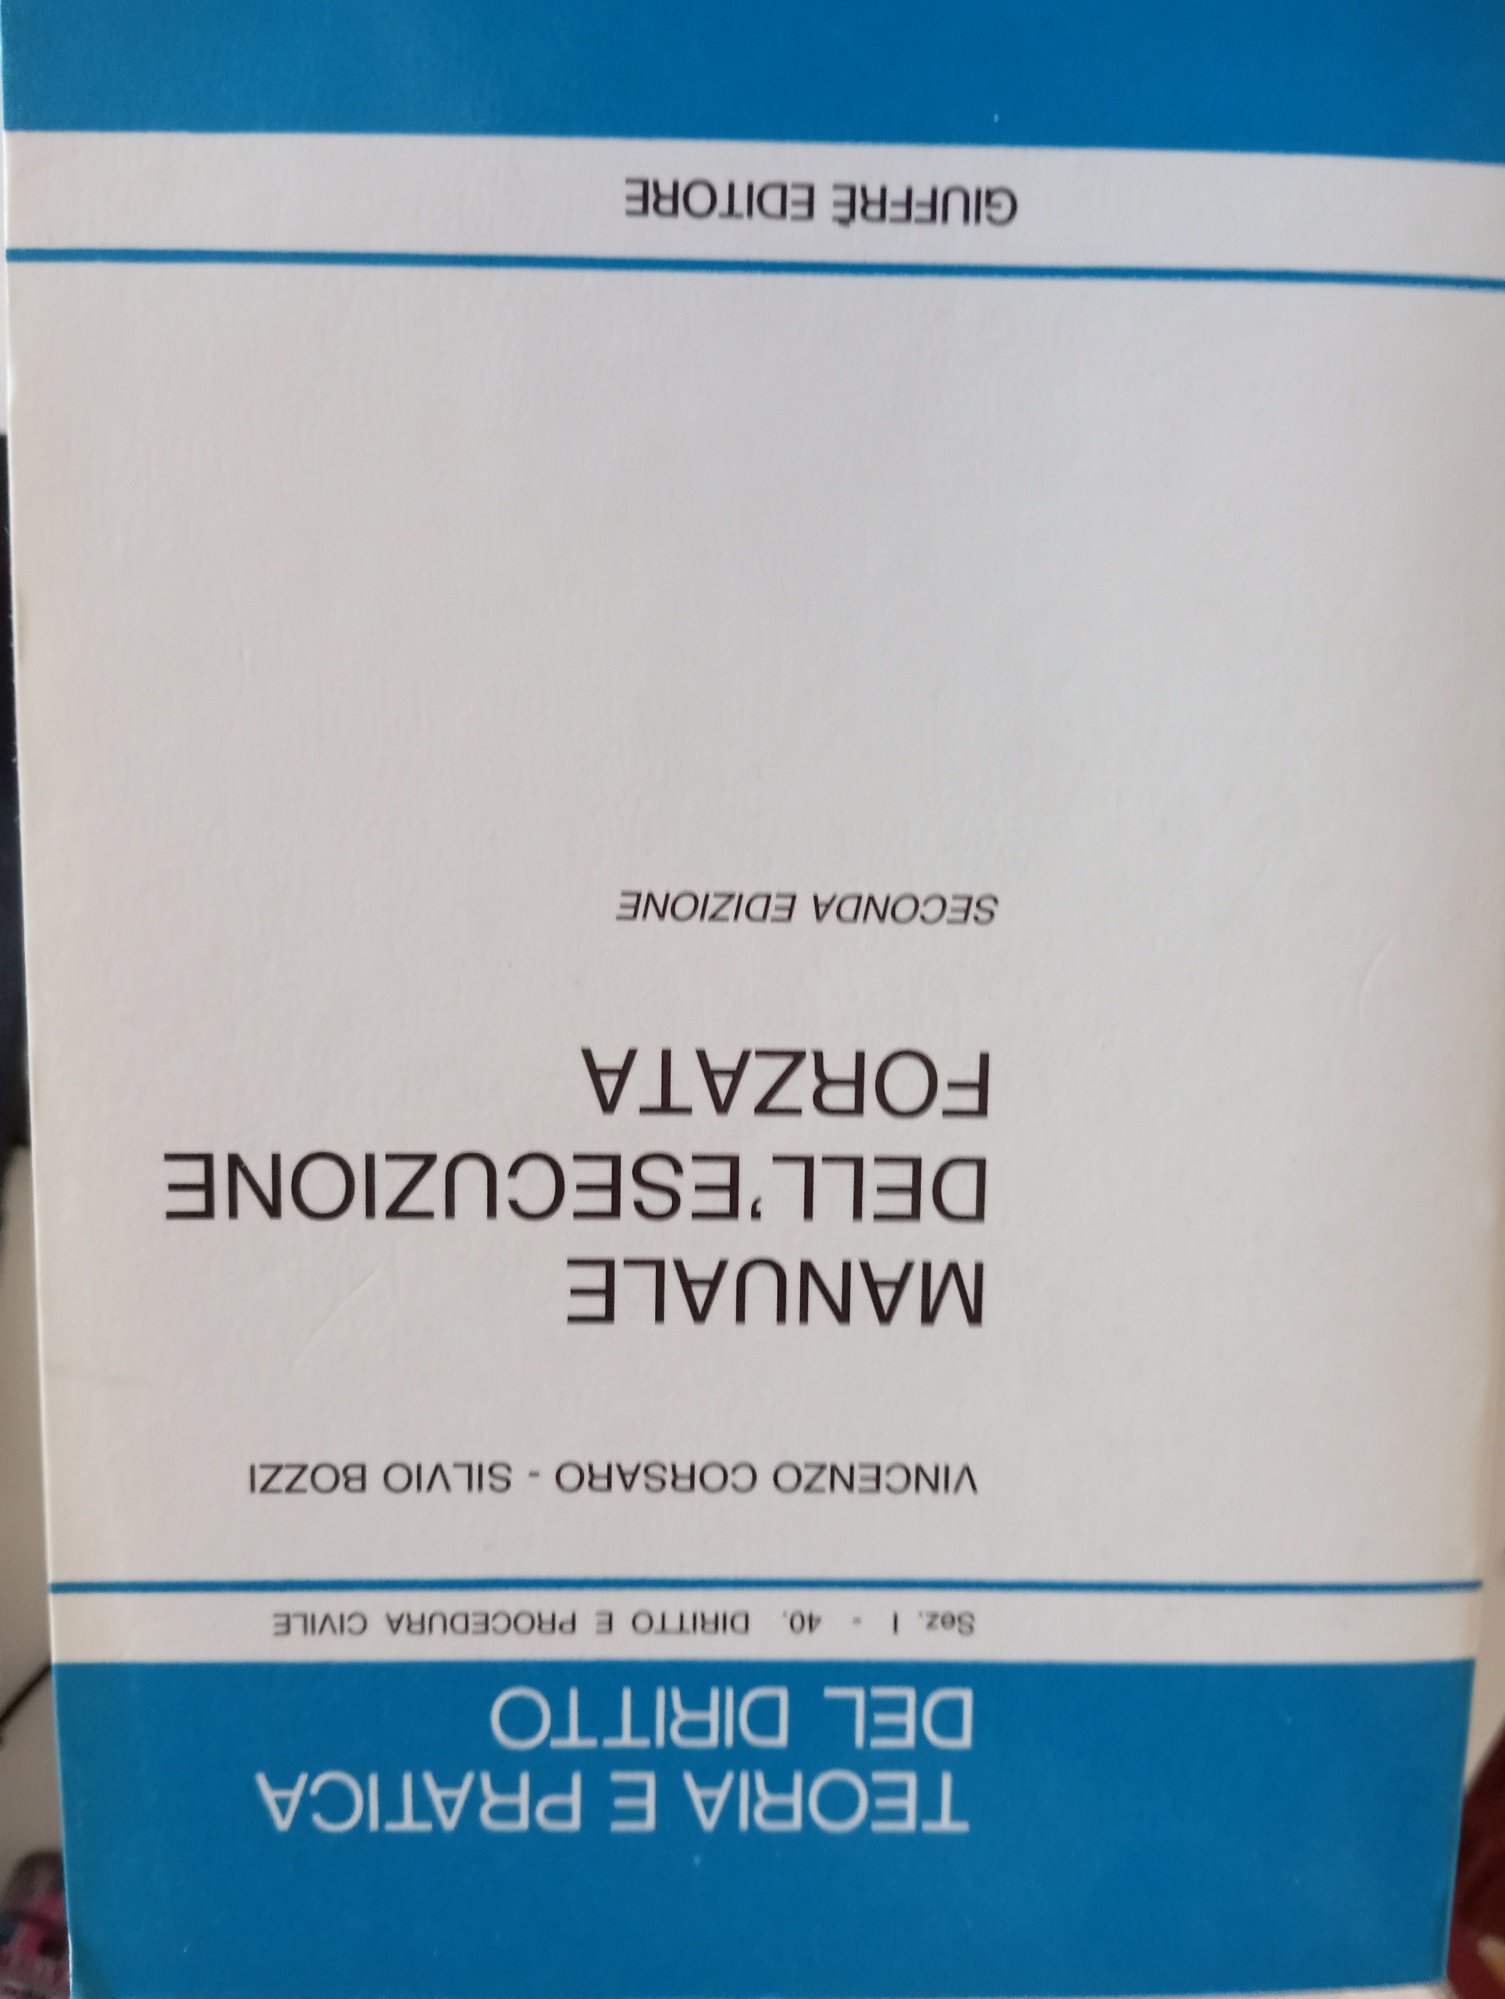 TEORIA E PRATICA
DEL DIRITTO
Sez. I - 40. DIRITTO E PROCEDURA CIVILE
VINCENZO CORSARO - SILVIO BOZZI
MANUALE
DELL'ESECUZIONE
FORZATA
SECONDA EDIZIONE
GIUFFRÈ EDITORE